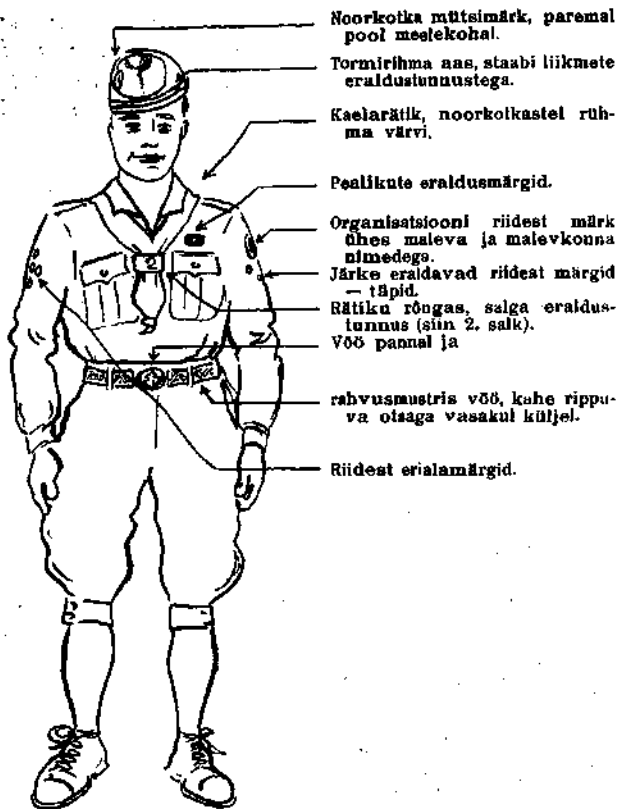 Noorkotka mütsimärk, paremal
pool meelekohal.
Tormirihma aas, staabi liikmete
eraldustunnustega.
Kaelarätik, noorkotkastel rüh-
ma värvi.
Pealikute eraldusmärgid.
Organisatsiooni riidest märk
ühes maleva ja malevkonna
nimedega.
Järke eraldavad riidest märgid
— täpid.
Rätiku rõngas, salga eraldus-
tunnus (siin 2. salk).
Vöö pannal ja
rahvusmustris vöö, kahe rippu-
va otsaga vasakul küljel.
Riidest erialamärgid.
2